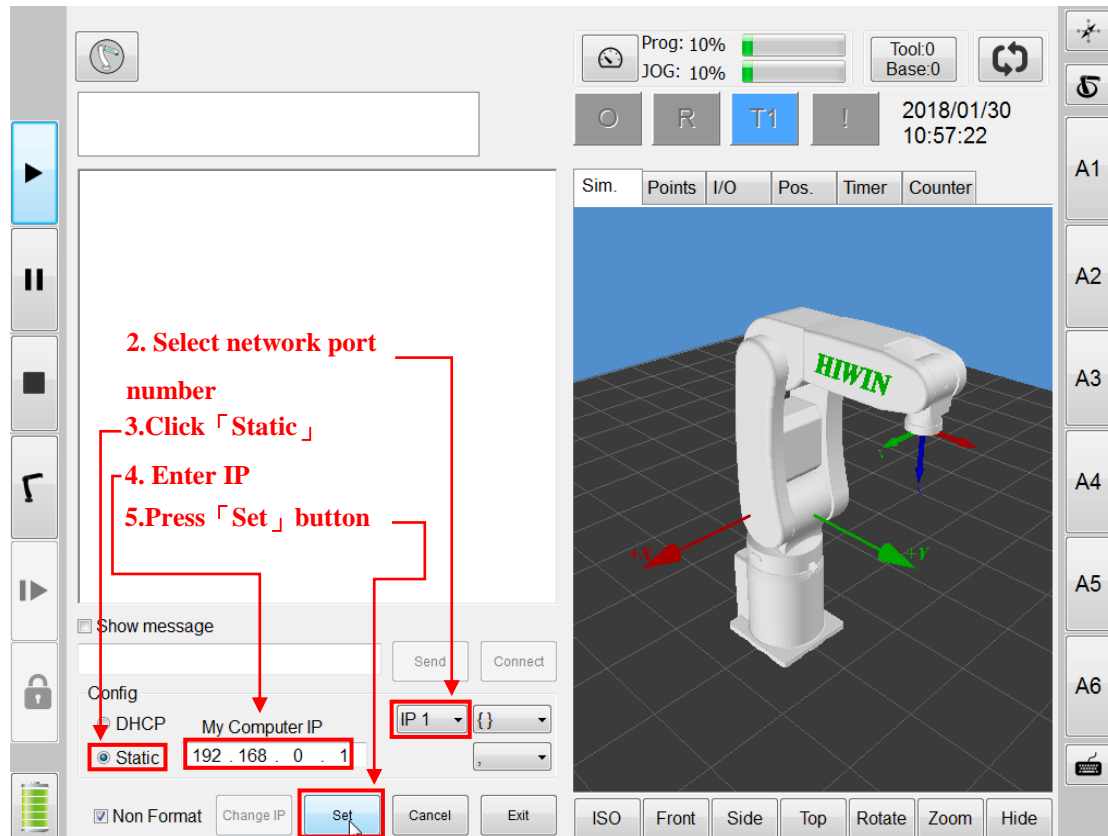 Prog: 10%
JOG: 10%
Tool:0
Base:0
O
R
T1
!
2018/01/30
10:57:22
Sim.
Points
I/O
Pos.
Timer
Counter
HIWIN
+X
+Y
2. Select network port
number
3.Click「Static」
4. Enter IP
5.Press「Set」button
Show message
Send
Connect
Config
DHCP
My Computer IP
IP 1
{ }
Static
192 . 168 . 0 . 1
,
Non Format
Change IP
Set
Cancel
Exit
ISO
Front
Side
Top
Rotate
Zoom
Hide
A1
A2
A3
A4
A5
A6